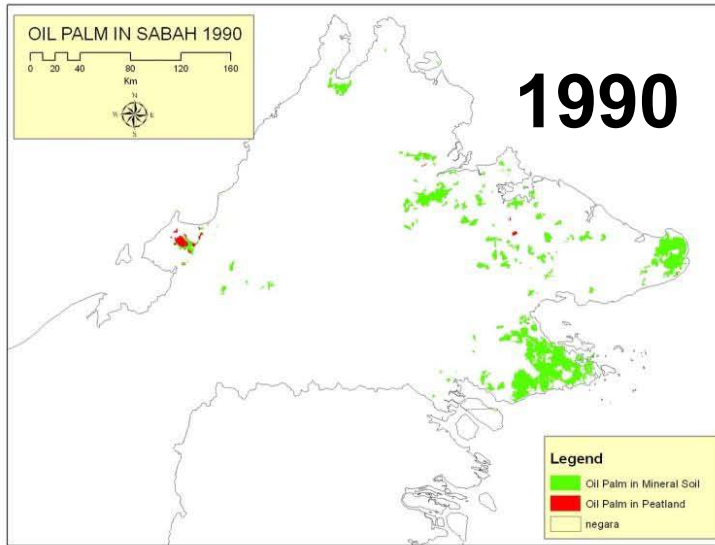 OIL PALM IN SABAH 1990
0 20 40 80 120 160
Km
N
W E
S
1990
Legend
Oil Palm in Mineral Soil
Oil Palm in Peatland
negara